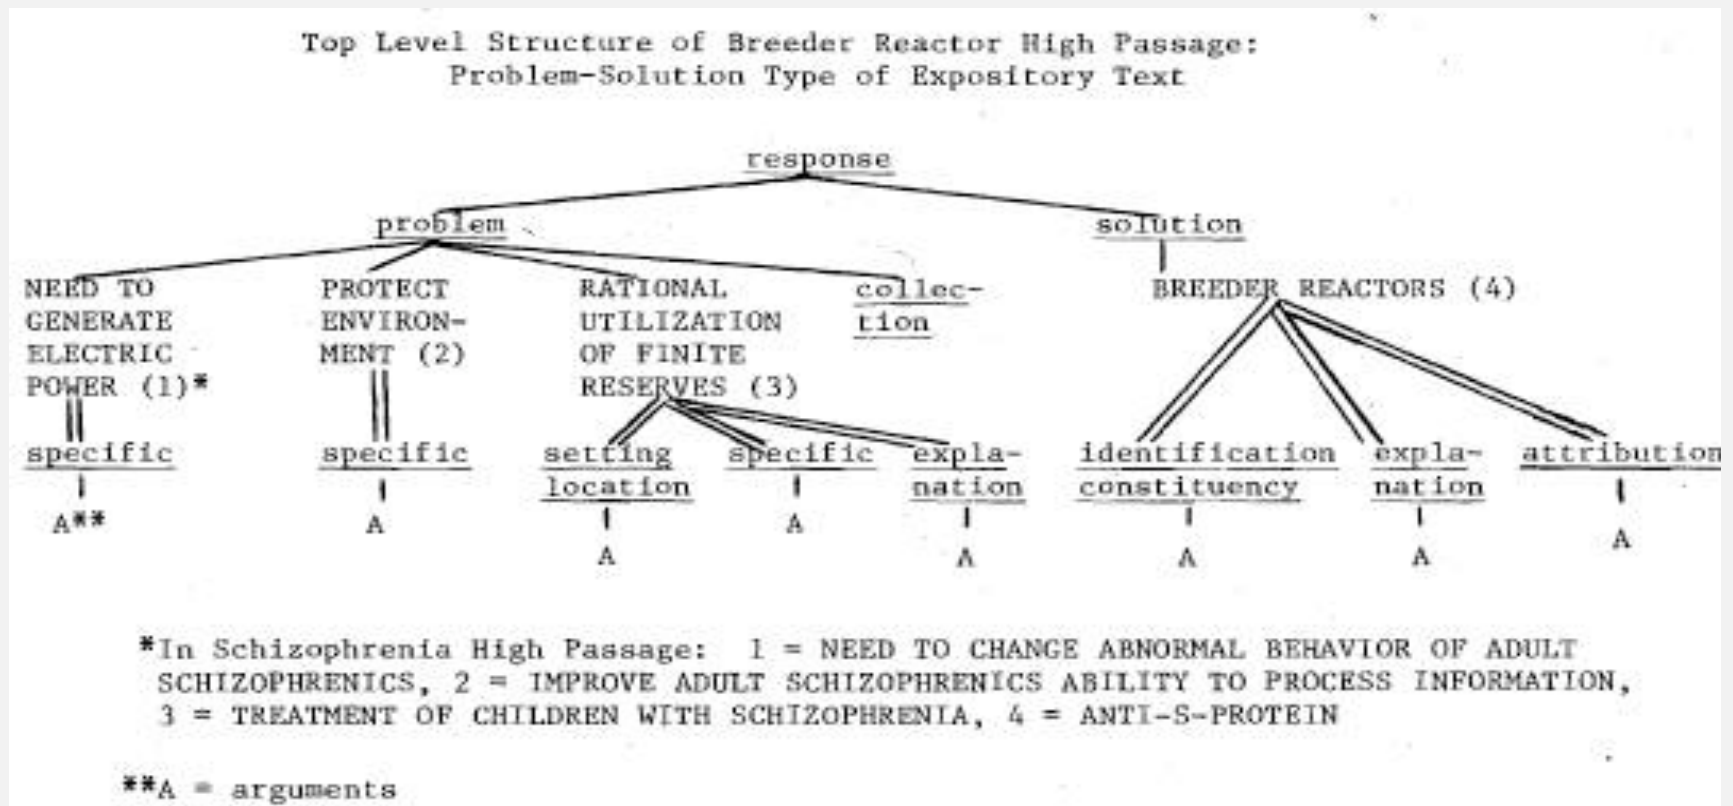 Top Level Structure of Breeder Reactor High Passage:
Problem-Solution Type of Expository Text
response
problem
solution
NEED TO
GENERATE
ELECTRIC
POWER (1)*
PROTECT
ENVIRON-
MENT (2)
RATIONAL
UTILIZATION
OF FINITE
RESERVES (3)
collec-
tion
BREEDER REACTORS (4)
specific
A**
specific
A
setting
location
A
specific
A
expla-
nation
A
identification
constituency
A
expla-
nation
A
attribution
A
*In Schizophrenia High Passage: 1 = NEED TO CHANGE ABNORMAL BEHAVIOR OF ADULT
SCHIZOPHRENICS, 2 = IMPROVE ADULT SCHIZOPHRENICS ABILITY TO PROCESS INFORMATION,
3 = TREATMENT OF CHILDREN WITH SCHIZOPHRENIA, 4 = ANTI-S-PROTEIN
**A = arguments